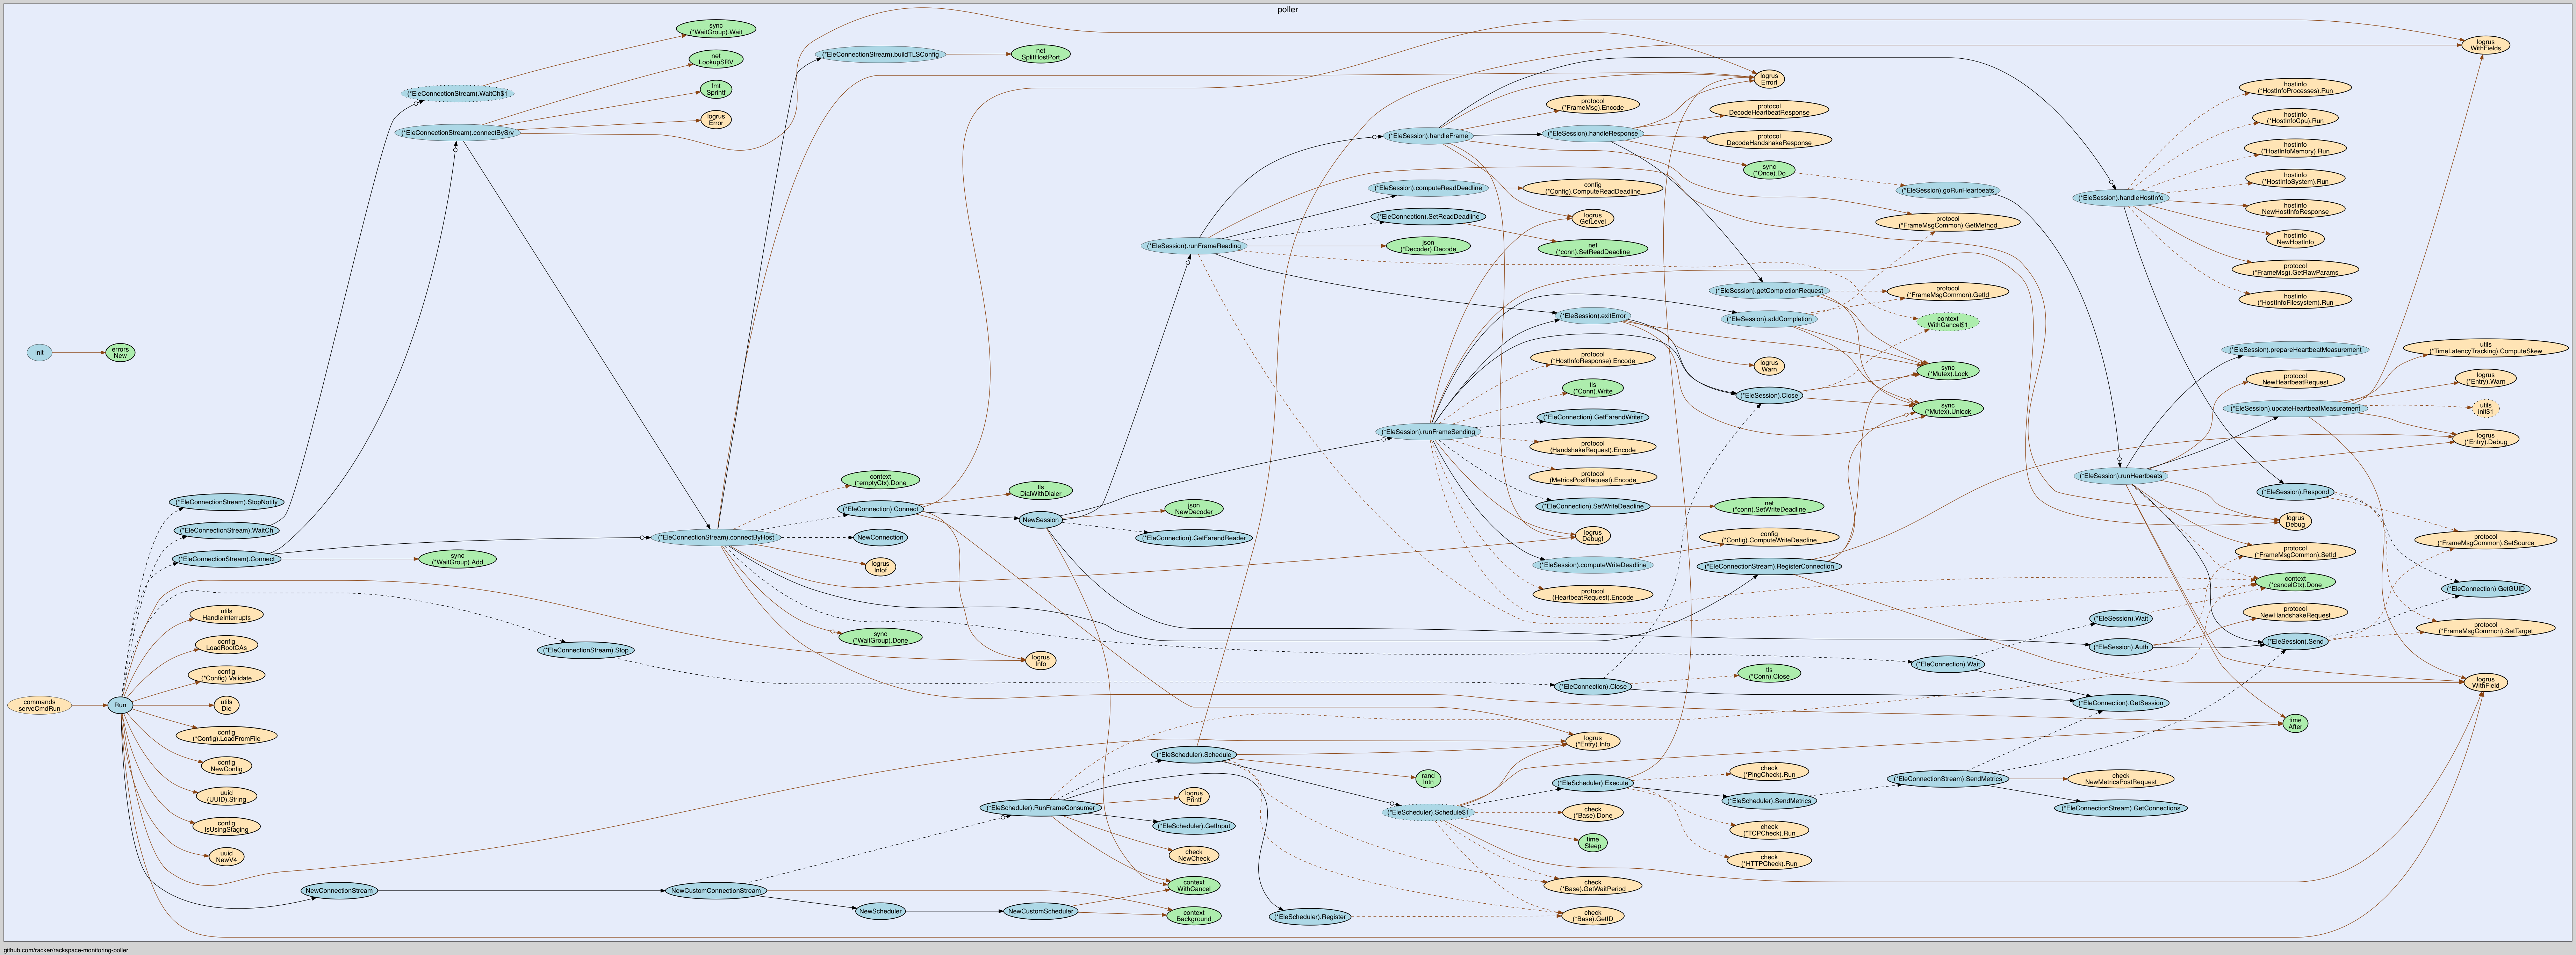 poller
sync
(*WaitGroup).Wait
net
LookupSRV
fmt
Sprintf
logrus
Error
(*EleConnectionStream).WaitCh$1
(*EleConnectionStream).connectBySrv
(*EleConnectionStream).buildTLSConfig
net
SplitHostPort
init
errors
New
(*EleConnectionStream).StopNotify
(*EleConnectionStream).WaitCh
(*EleConnectionStream).Connect
sync
(*WaitGroup).Add
utils
HandleInterrupts
config
LoadRootCAs
config
(*Config).Validate
utils
Die
config
(*Config).LoadFromFile
config
NewConfig
uuid
(UUID).String
config
IsUsingStaging
uuid
NewV4
commands
serveCmdRun
Run
NewConnectionStream
(*EleConnectionStream).Stop
(*EleConnectionStream).connectByHost
NewCustomConnectionStream
context
(*emptyCtx).Done
(*EleConnection).Connect
NewConnection
logrus
Infof
sync
(*WaitGroup).Done
NewScheduler
tls
DialWithDialer
NewSession
logrus
Info
(*EleScheduler).RunFrameConsumer
NewCustomScheduler
(*EleSession).runFrameReading
json
NewDecoder
(*EleConnection).GetFarendReader
(*EleScheduler).Schedule
logrus
Printf
(*EleScheduler).GetInput
check
NewCheck
context
WithCancel
context
Background
(*EleScheduler).Register
(*EleSession).handleFrame
(*EleSession).computeReadDeadline
(*EleConnection).SetReadDeadline
json
(*Decoder).Decode
(*EleSession).runFrameSending
rand
Intn
(*EleScheduler).Schedule$1
protocol
(*FrameMsg).Encode
(*EleSession).handleResponse
config
(*Config).ComputeReadDeadline
logrus
GetLevel
net
(*conn).SetReadDeadline
(*EleSession).exitError
protocol
(*HostInfoResponse).Encode
tls
(*Conn).Write
(*EleConnection).GetFarendWriter
protocol
(HandshakeRequest).Encode
protocol
(MetricsPostRequest).Encode
(*EleConnection).SetWriteDeadline
logrus
Debugf
(*EleSession).computeWriteDeadline
protocol
(HeartbeatRequest).Encode
(*EleConnection).Close
logrus
(*Entry).Info
(*EleScheduler).Execute
check
(*Base).Done
time
Sleep
check
(*Base).GetWaitPeriod
check
(*Base).GetID
logrus
Errorf
protocol
DecodeHeartbeatResponse
protocol
DecodeHandshakeResponse
sync
(*Once).Do
(*EleSession).getCompletionRequest
(*EleSession).addCompletion
logrus
Warn
(*EleSession).Close
net
(*conn).SetWriteDeadline
config
(*Config).ComputeWriteDeadline
(*EleConnectionStream).RegisterConnection
tls
(*Conn).Close
check
(*PingCheck).Run
(*EleScheduler).SendMetrics
check
(*TCPCheck).Run
check
(*HTTPCheck).Run
(*EleSession).goRunHeartbeats
protocol
(*FrameMsgCommon).GetMethod
protocol
(*FrameMsgCommon).GetId
context
WithCancel$1
sync
(*Mutex).Lock
sync
(*Mutex).Unlock
(*EleConnection).Wait
(*EleConnectionStream).SendMetrics
(*EleSession).handleHostInfo
(*EleSession).runHeartbeats
(*EleSession).Wait
(*EleSession).Auth
(*EleConnection).GetSession
check
NewMetricsPostRequest
(*EleConnectionStream).GetConnections
hostinfo
(*HostInfoProcesses).Run
hostinfo
(*HostInfoCpu).Run
hostinfo
(*HostInfoMemory).Run
hostinfo
(*HostInfoSystem).Run
hostinfo
NewHostInfoResponse
hostinfo
NewHostInfo
protocol
(*FrameMsg).GetRawParams
hostinfo
(*HostInfoFilesystem).Run
(*EleSession).prepareHeartbeatMeasurement
protocol
NewHeartbeatRequest
(*EleSession).updateHeartbeatMeasurement
(*EleSession).Respond
logrus
Debug
protocol
(*FrameMsgCommon).SetId
context
(*cancelCtx).Done
protocol
NewHandshakeRequest
(*EleSession).Send
time
After
logrus
WithFields
utils
(*TimeLatencyTracking).ComputeSkew
logrus
(*Entry).Warn
utils
init$1
logrus
(*Entry).Debug
protocol
(*FrameMsgCommon).SetSource
(*EleConnection).GetGUID
protocol
(*FrameMsgCommon).SetTarget
logrus
WithField
github.com/racker/rackspace-monitoring-poller